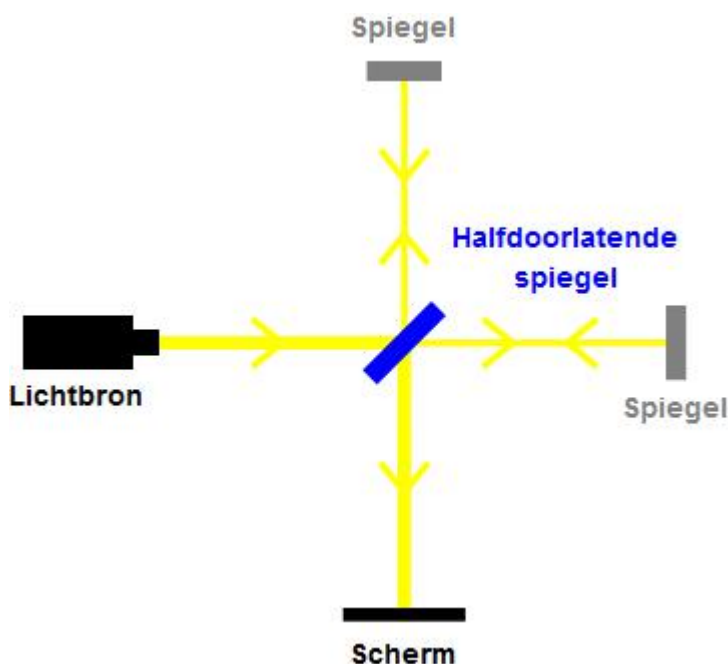 Spiegel
Halfdoorlatende
spiegel
Lichtbron
Spiegel
Scherm